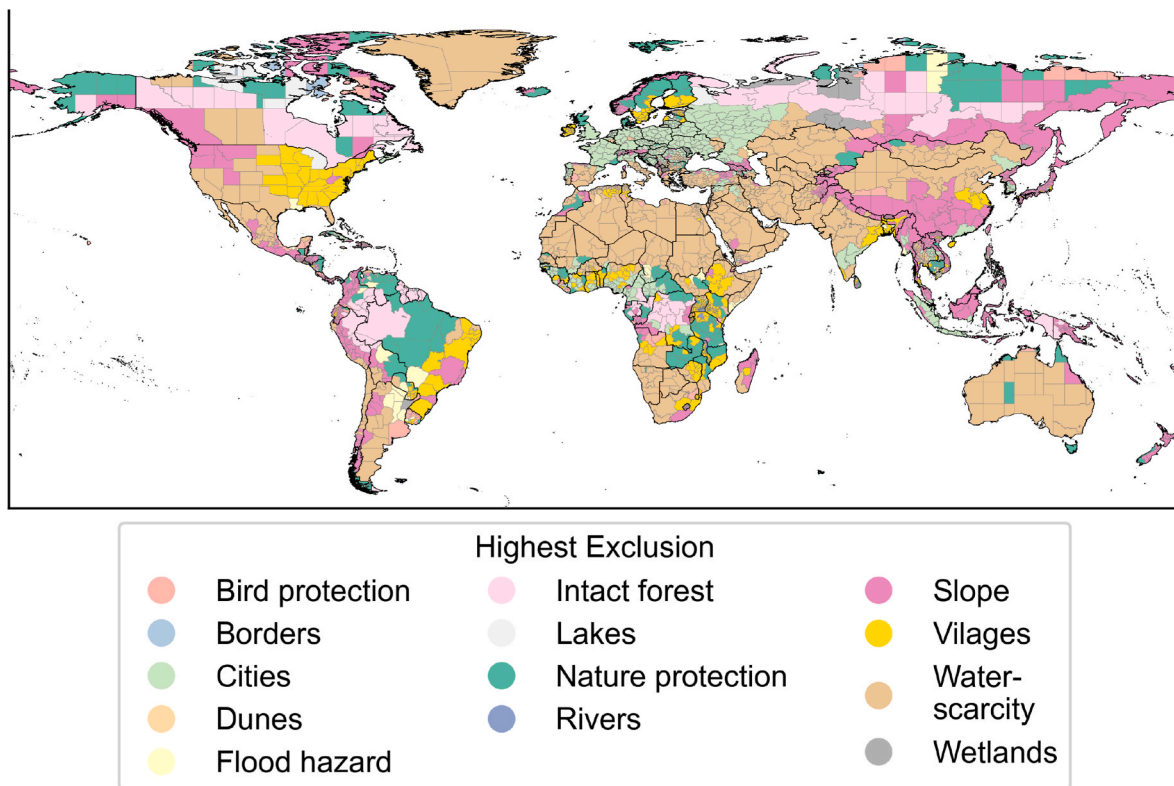 Highest Exclusion
Bird protection
Borders
Cities
Dunes
Flood hazard
Intact forest
Lakes
Nature protection
Rivers
Slope
Vilages
Water-
scarcity
Wetlands